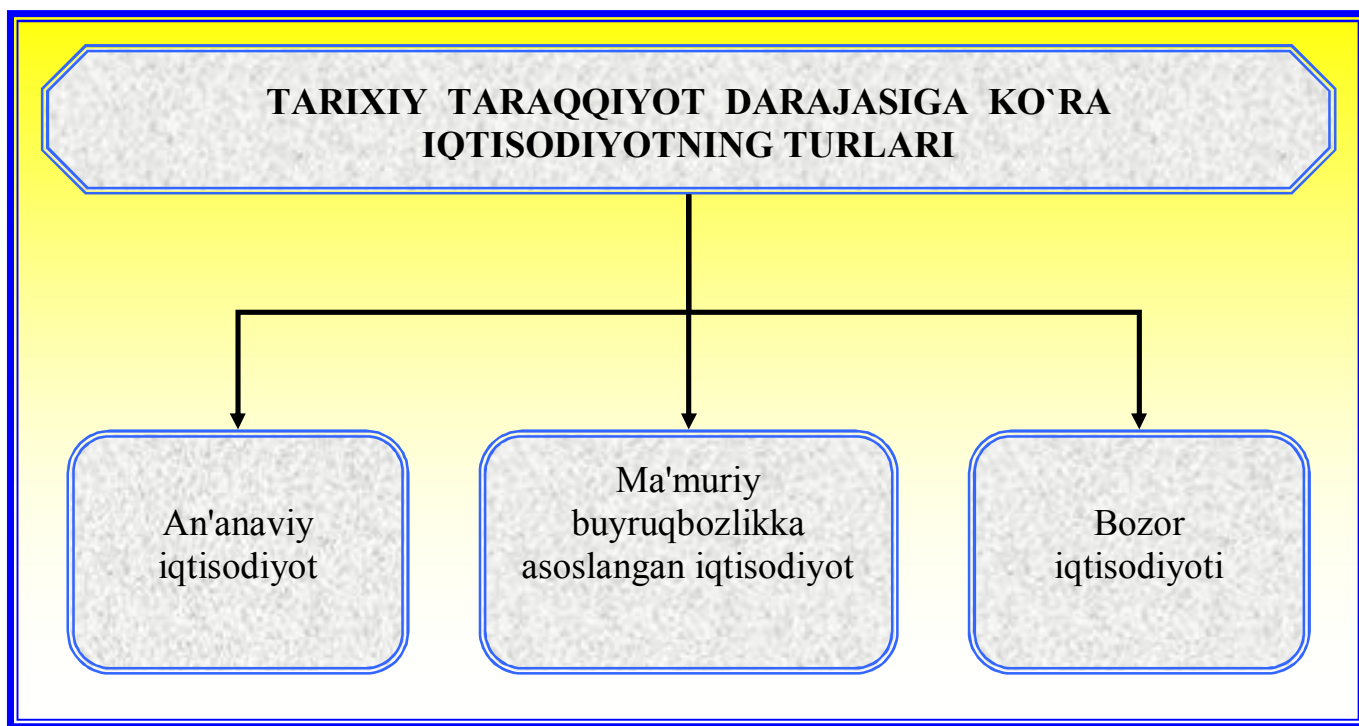 TARIXIY TARAQQIYOT DARAJASIGA KO`RA
IQTISODIYOTNING TURLARI
An'anaviy
iqtisodiyot
Ma'muriy
buyruqbozlikka
asoslangan iqtisodiyot
Bozor
iqtisodiyoti